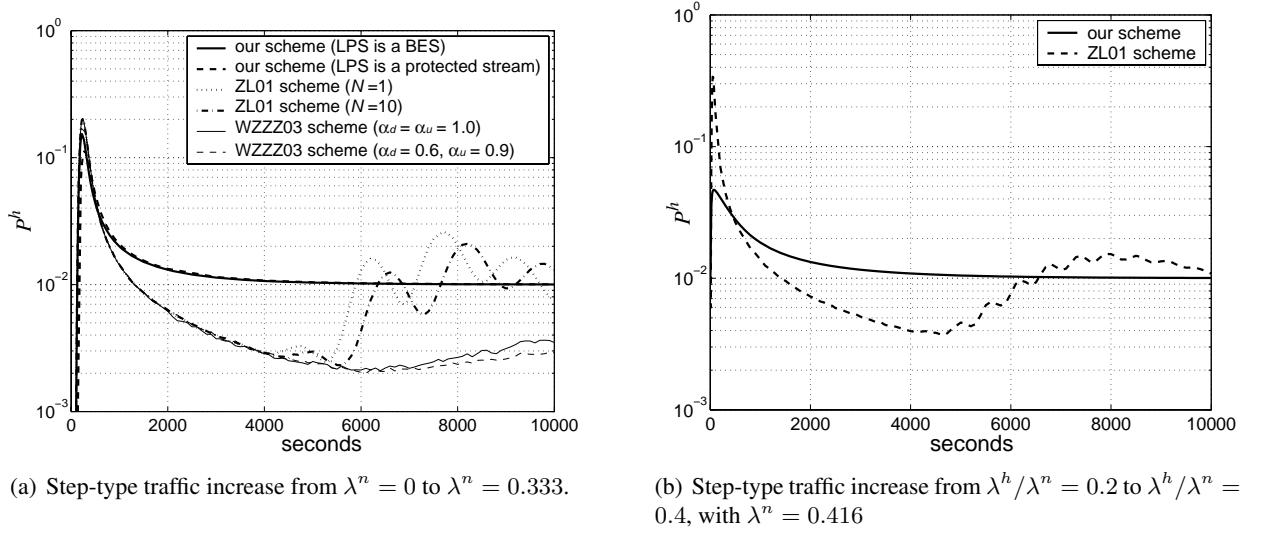 10^0
10^-1
10^-2
10^-3
P^h
our scheme (LPS is a BES)
our scheme (LPS is a protected stream)
ZL01 scheme (N =1)
ZL01 scheme (N =10)
WZZZ03 scheme (α_d = α_u = 1.0)
WZZZ03 scheme (α_d = 0.6, α_u = 0.9)
0 2000 4000 6000 8000 10000
seconds
(a) Step-type traffic increase from λ^n = 0 to λ^n = 0.333.
10^0
10^-1
10^-2
10^-3
P^h
our scheme
ZL01 scheme
0 2000 4000 6000 8000 10000
seconds
(b) Step-type traffic increase from λ^h/λ^n = 0.2 to λ^h/λ^n =
0.4, with λ^n = 0.416